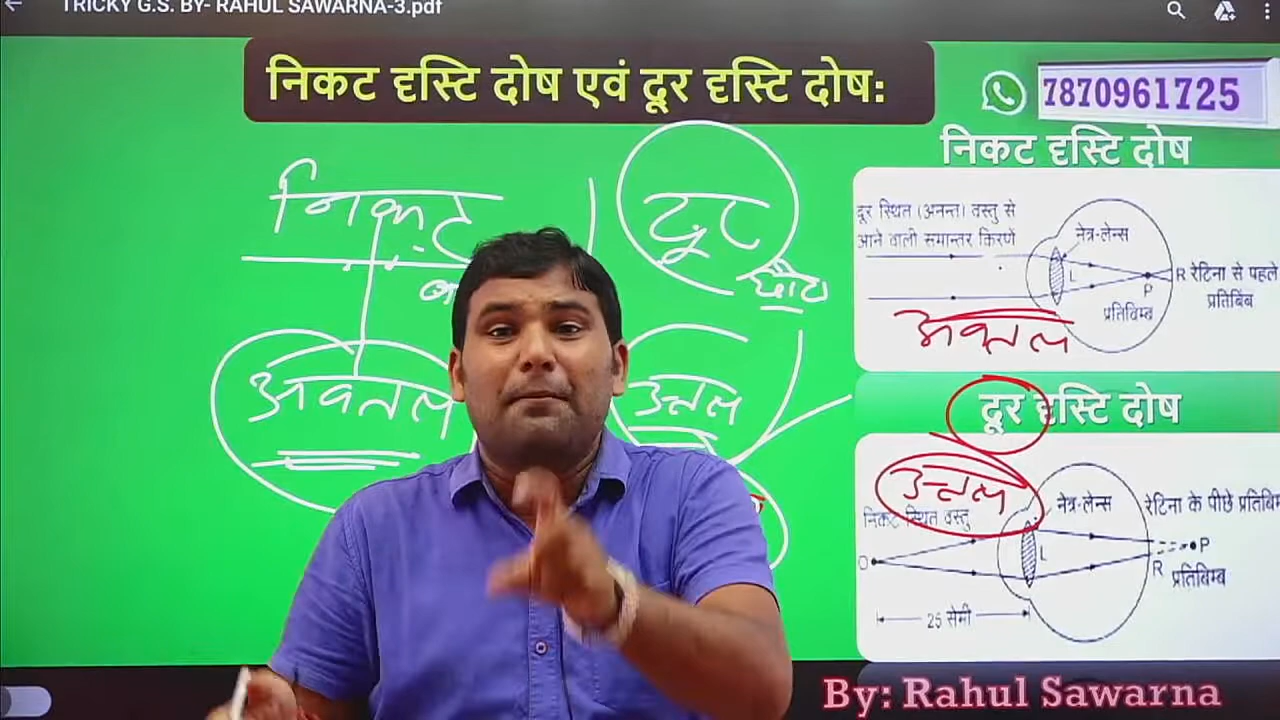 TRICKY G.S. BY- RAHUL SAWARNA-3.pdf
निकट दृस्टि दोष एवं दूर दृस्टि दोष:
7870961725
निकट दृस्टि दोष
निकट
दूर
दूर स्थित (अनन्त) वस्तु से
आने वाली समान्तर किरणें
नेत्र-लेन्स
L
P
R रेटिना से पहले
प्रतिबिंब
प्रतिबिम्ब
अवतल
अवतल
उत्तल
दूर दृस्टि दोष
उत्तल
निकट स्थित वस्तु
नेत्र-लेन्स
रेटिना के पीछे प्रतिबिम
O
L
P
R
प्रतिबिम्ब
25 सेमी
By: Rahul Sawarna